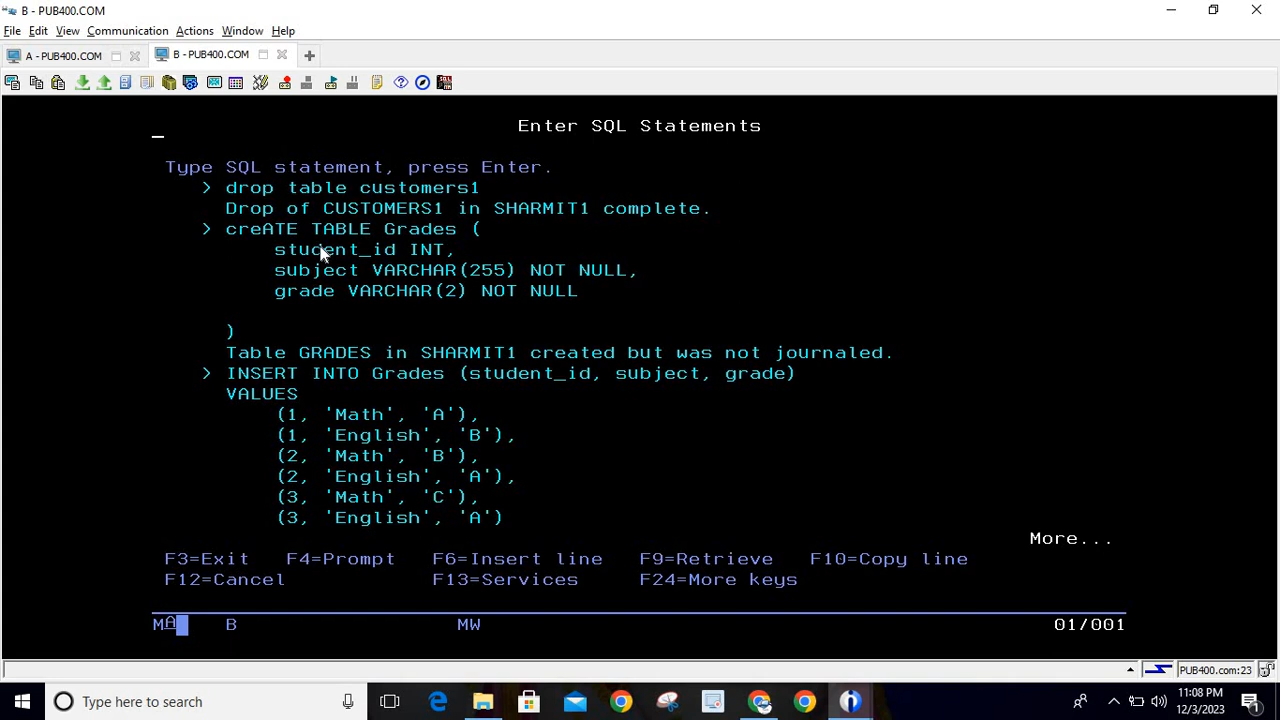 B - PUB400.COM
File Edit View Communication Actions Window Help
A - PUB400.COM B - PUB400.COM
Enter SQL Statements
Type SQL statement, press Enter.
> drop table customers1
Drop of CUSTOMERS1 in SHARMIT1 complete.
> creATE TABLE Grades (
student_id INT,
subject VARCHAR(255) NOT NULL,
grade VARCHAR(2) NOT NULL
)
Table GRADES in SHARMIT1 created but was not journaled.
> INSERT INTO Grades (student_id, subject, grade)
VALUES
(1, 'Math', 'A'),
(1, 'English', 'B'),
(2, 'Math', 'B'),
(2, 'English', 'A'),
(3, 'Math', 'C'),
(3, 'English', 'A')
More...
F3=Exit F4=Prompt F6=Insert line F9=Retrieve F10=Copy line
F12=Cancel F13=Services F24=More keys
MA B MW 01/001
PUB400.com:23
Type here to search
11:08 PM
12/3/2023